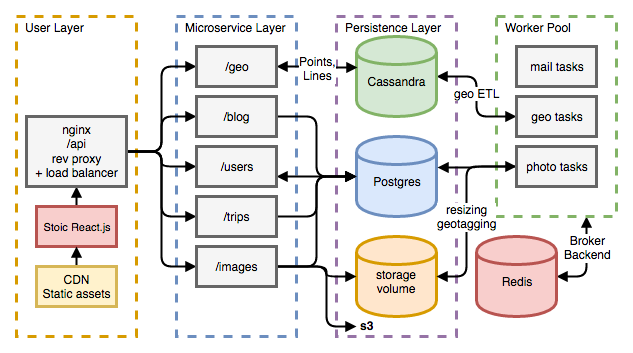 User Layer
nginx
/api
rev proxy
+ load balancer
Stoic React.js
CDN
Static assets
Microservice Layer
/geo
/blog
/users
/trips
/images
Points,
Lines
Persistence Layer
Cassandra
Postgres
storage
volume
s3
geo ETL
resizing
geotagging
Worker Pool
mail tasks
geo tasks
photo tasks
Broker
Backend
Redis